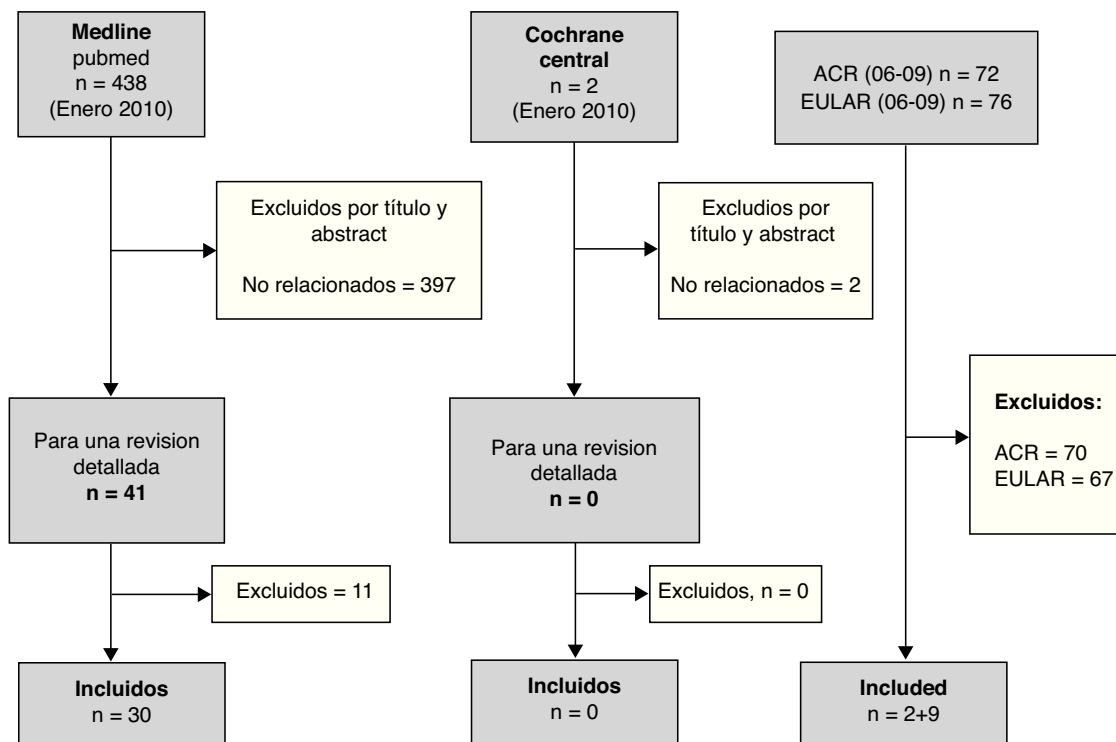 Medline
pubmed
n = 438
(Enero 2010)
Cochrane
central
n = 2
(Enero 2010)
ACR (06-09) n = 72
EULAR (06-09) n = 76
Excluidos por título y
abstract
No relacionados = 397
Excludios por
título y abstract
No relacionados = 2
Para una revision
detallada
n = 41
Para una revision
detallada
n = 0
Excluidos:
ACR = 70
EULAR = 67
Excluidos = 11
Excluidos, n = 0
Incluidos
n = 30
Incluidos
n = 0
Included
n = 2+9